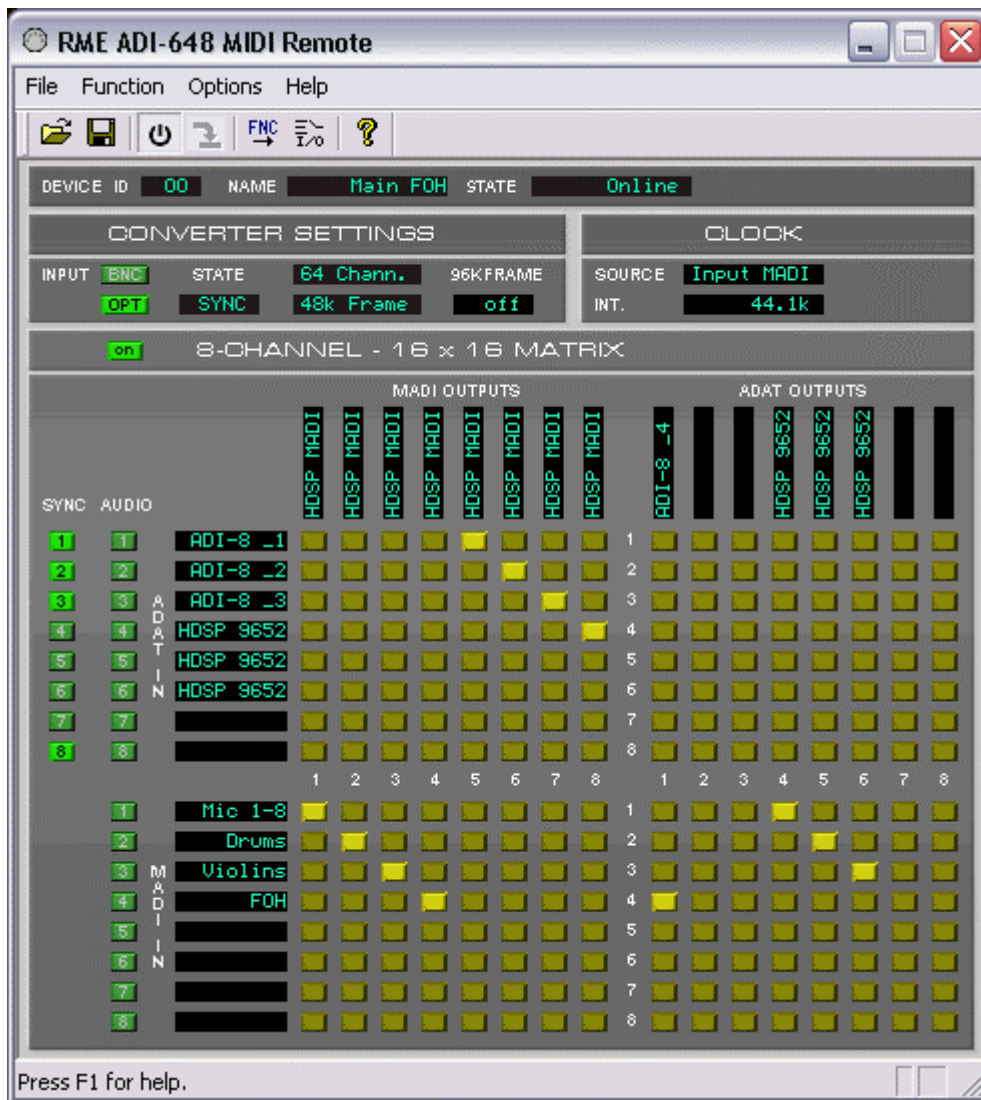 RME ADI-648 MIDI Remote
File Function Options Help
FNC I/o ?
DEVICE ID 00 NAME Main FOH STATE Online
CONVERTER SETTINGS CLOCK
INPUT BNC STATE 64 Chann. 96KFRAME SOURCE Input MADI
OPT SYNC 48k Frame off INT. 44.1k
on 8-CHANNEL - 16 x 16 MATRIX
MADI OUTPUTS ADAT OUTPUTS
HDSP MADI HDSP MADI HDSP MADI HDSP MADI HDSP MADI HDSP MADI HDSP MADI HDSP MADI ADI-8 _4 HDSP 9652 HDSP 9652 HDSP 9652
SYNC AUDIO
ADAT IN
1 1 ADI-8 _1 1
2 2 ADI-8 _2 2
3 3 ADI-8 _3 3
4 4 HDSP 9652 4
5 5 HDSP 9652 5
6 6 HDSP 9652 6
7 7 7
8 8 8
1 2 3 4 5 6 7 8 1 2 3 4 5 6 7 8
MADI IN
1 Mic 1-8 1
2 Drums 2
3 Violins 3
4 FOH 4
5 5
6 6
7 7
8 8
Press F1 for help.